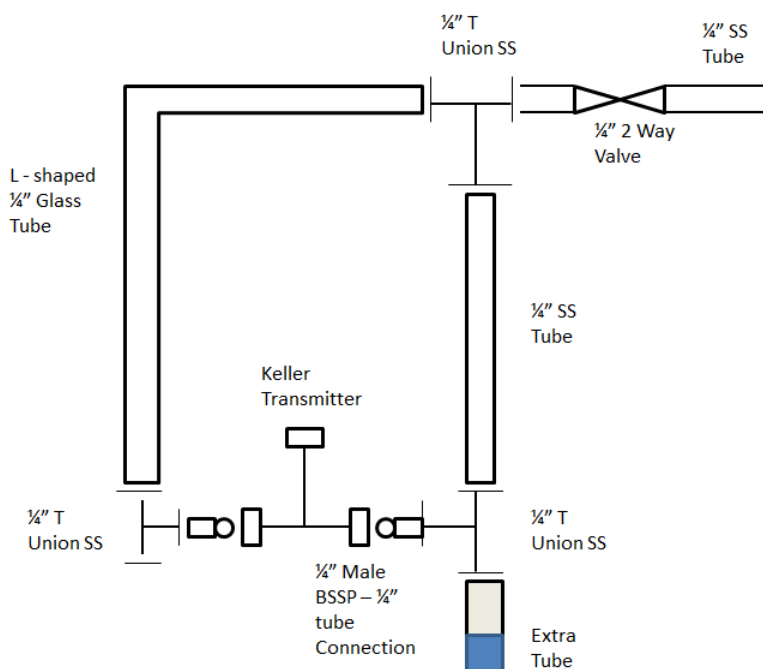 ¼” T
Union SS
¼” SS
Tube
¼” 2 Way
Valve
L - shaped
¼” Glass
Tube
¼” SS
Tube
Keller
Transmitter
¼” T
Union SS
¼” T
Union SS
¼” Male
BSSP – ¼”
tube
Connection
Extra
Tube